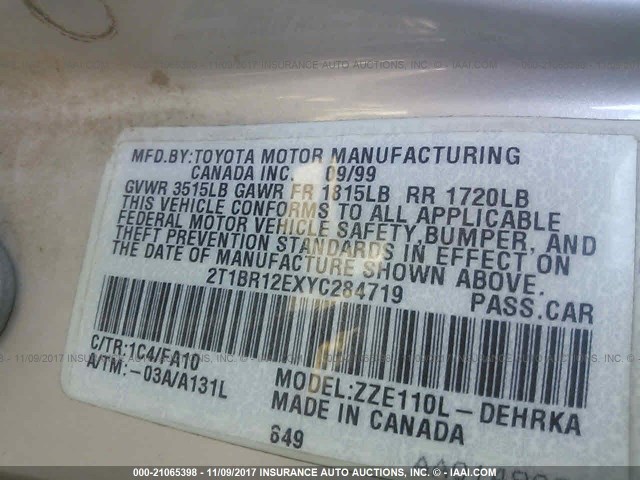 MFD.BY:TOYOTA MOTOR MANUFACTURING
CANADA INC. 09/99
GVWR 3515LB GAWR FR 1815LB RR 1720LB
THIS VEHICLE CONFORMS TO ALL APPLICABLE
FEDERAL MOTOR VEHICLE SAFETY,BUMPER, AND
THEFT PREVENTION STANDARDS IN EFFECT ON
THE DATE OF MANUFACTURE SHOWN ABOVE.
2T1BR12EXYC284719 PASS.CAR
C/TR:1C4/FA10
A/TM:-03A/A131L
MODEL:ZZE110L-DEHRKA
MADE IN CANADA
649
000-21065398 - 11/09/2017 - INSURANCE AUTO AUCTIONS, INC. - © - IAAI.COM